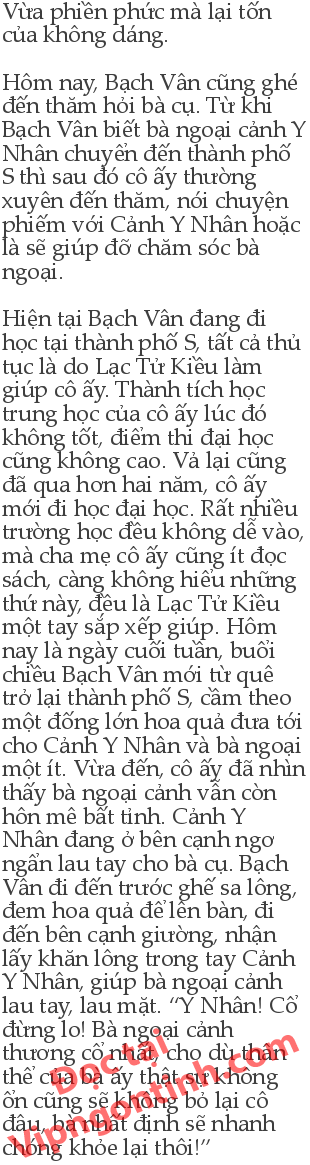 Vừa phiền phức mà lại tốn
của không dáng.
Hôm nay, Bạch Vân cũng ghé
đến thăm hỏi bà cụ. Từ khi
Bạch Vân biết bà ngoại cảnh Y
Nhân chuyển đến thành phố
S thì sau đó cô ấy thường
xuyên đến thăm, nói chuyện
phiếm với Cảnh Y Nhân hoặc
là sẽ giúp đỡ chăm sóc bà
ngoại.
Hiện tại Bạch Vân đang đi
học tại thành phố S, tất cả thủ
tục là do Lạc Tử Kiều làm
giúp cô ấy. Thành tích học
trung học của cô ấy lúc đó
không tốt, điểm thi đại học
cũng không cao. Vả lại cũng
đã qua hơn hai năm, cô ấy
mới đi học đại học. Rất nhiều
trường học đều không dễ vào,
mà cha mẹ cô ấy cũng ít đọc
sách, càng không hiểu những
thứ này, đều là Lạc Tử Kiều
một tay sắp xếp giúp. Hôm
nay là ngày cuối tuần, buổi
chiều Bạch Vân mới từ quê
trở lại thành phố S, cầm theo
một đống lớn hoa quả đưa tới
cho Cảnh Y Nhân và bà ngoại
một ít. Vừa đến, cô ấy đã nhìn
thấy bà ngoại cảnh vẫn còn
hôn mê bất tỉnh. Cảnh Y
Nhân đang ở bên cạnh ngơ
ngẩn lau tay cho bà cụ. Bạch
Vân đi đến trước ghế sa lông,
đem hoa quả để lên bàn, đi
đến bên cạnh giường, nhận
lấy khăn lông trong tay Cảnh
Y Nhân, giúp bà ngoại cảnh
lau tay, lau mặt. “Y Nhân! Cô
đừng lo! Bà ngoại cảnh
thương cô nhất, cho dù thân
thể của bà ấy thật sự không
ổn cũng sẽ không bỏ lại cô
đâu, bà nhất định sẽ nhanh
chóng khỏe lại thôi!”
Đọc tại
Vipngontinh.com